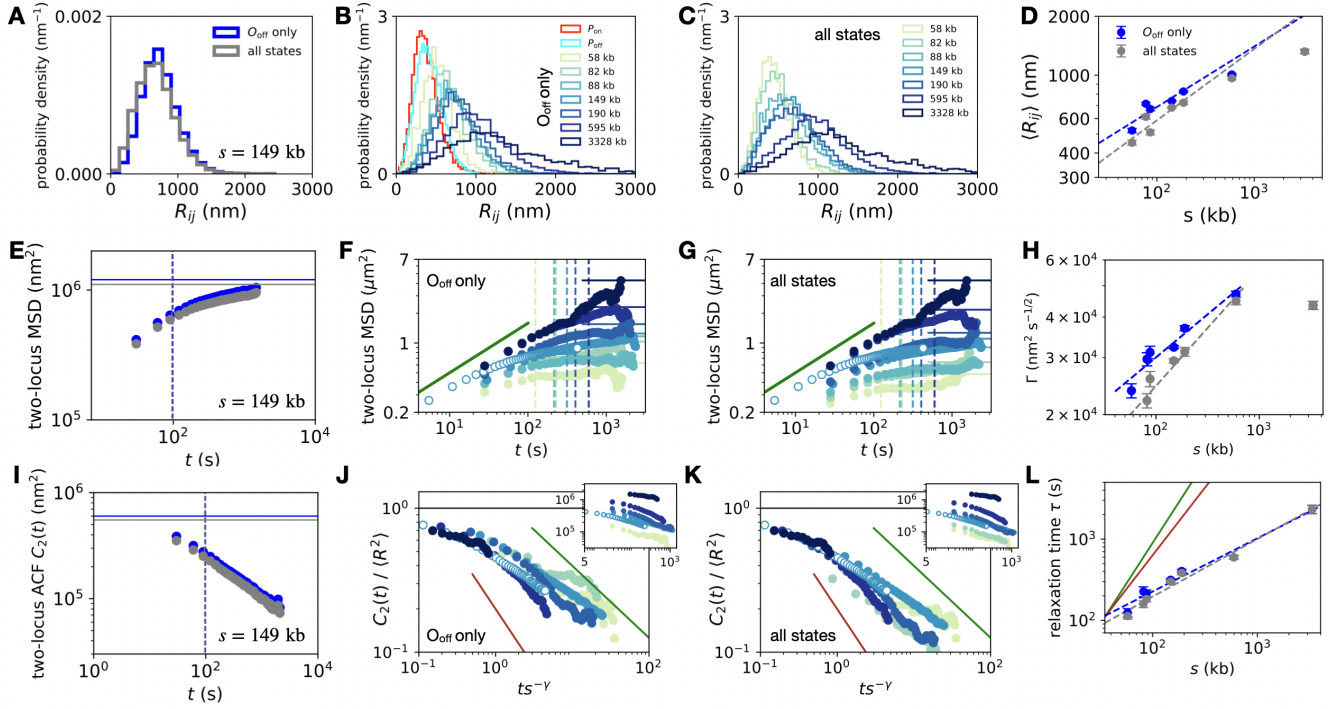 A
0.002
0.000
probability density (nm⁻¹)
O_off only
all states
s = 149 kb
0
1000
2000
3000
R_ij (nm)
B
3
0
probability density (nm⁻¹)
P_on
P_off
58 kb
82 kb
88 kb
149 kb
190 kb
595 kb
3328 kb
O_off only
0
1000
2000
3000
R_ij (nm)
C
3
0
probability density (nm⁻¹)
all states
58 kb
82 kb
88 kb
149 kb
190 kb
595 kb
3328 kb
0
1000
2000
3000
R_ij (nm)
D
2000
1000
600
400
300
⟨R_ij⟩ (nm)
O_off only
all states
10²
10³
s (kb)
E
10⁶
10⁵
two-locus MSD (nm²)
s = 149 kb
10²
10⁴
t (s)
F
7
1
0.2
two-locus MSD (μm²)
O_off only
10¹
10²
10³
t (s)
G
7
1
0.2
two-locus MSD (μm²)
all states
10¹
10²
10³
t (s)
H
6 × 10⁴
4 × 10⁴
3 × 10⁴
2 × 10⁴
Γ (nm² s⁻¹/²)
10²
10³
s (kb)
I
10⁶
10⁵
two-locus ACF C₂(t) (nm²)
s = 149 kb
10⁰
10²
10⁴
t (s)
J
10⁰
10⁻¹
C₂(t) / ⟨R²⟩
O_off only
10⁶
10⁵
5
10³
10⁻¹
10⁰
10²
ts⁻ᵞ
K
10⁰
10⁻¹
C₂(t) / ⟨R²⟩
all states
10⁶
10⁵
5
10³
10⁻¹
10⁰
10²
ts⁻ᵞ
L
10³
10²
relaxation time τ (s)
10²
10³
s (kb)